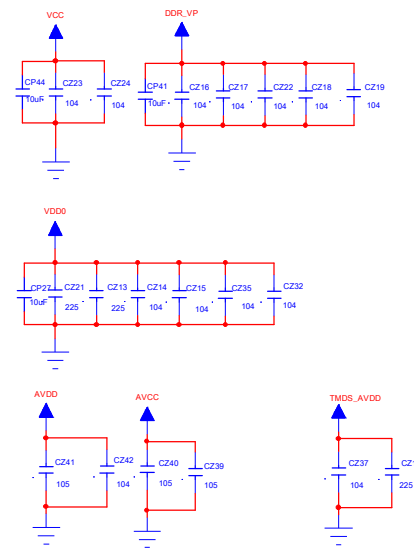 VCC
DDR_VP
CP44 CZ23 CZ24 CP41 CZ16 CZ17 CZ22 CZ18 CZ19
10uF 104 104 10uF 104 104 104 104 104
VDD0
CP27 CZ21 CZ13 CZ14 CZ15 CZ35 CZ32
10uF 225 225 104 104 104 104
AVDD AVCC TMDS_AVDD
CZ41 CZ42 CZ40 CZ39 CZ37
105 104 105 105 104 225